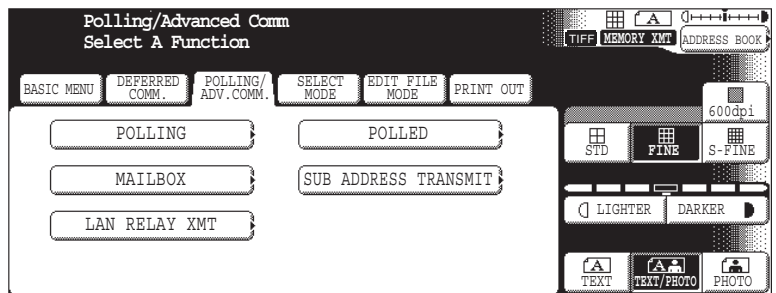 Polling/Advanced Comm
Select A Function
A
TIFF MEMORY XMT ADDRESS BOOK
BASIC MENU
DEFERRED
COMM.
POLLING/
ADV.COMM.
SELECT
MODE
EDIT FILE
MODE
PRINT OUT
600dpi
POLLING
POLLED
STD
FINE
S-FINE
MAILBOX
SUB ADDRESS TRANSMIT
LIGHTER
DARKER
LAN RELAY XMT
A
TEXT
A
TEXT/PHOTO
PHOTO